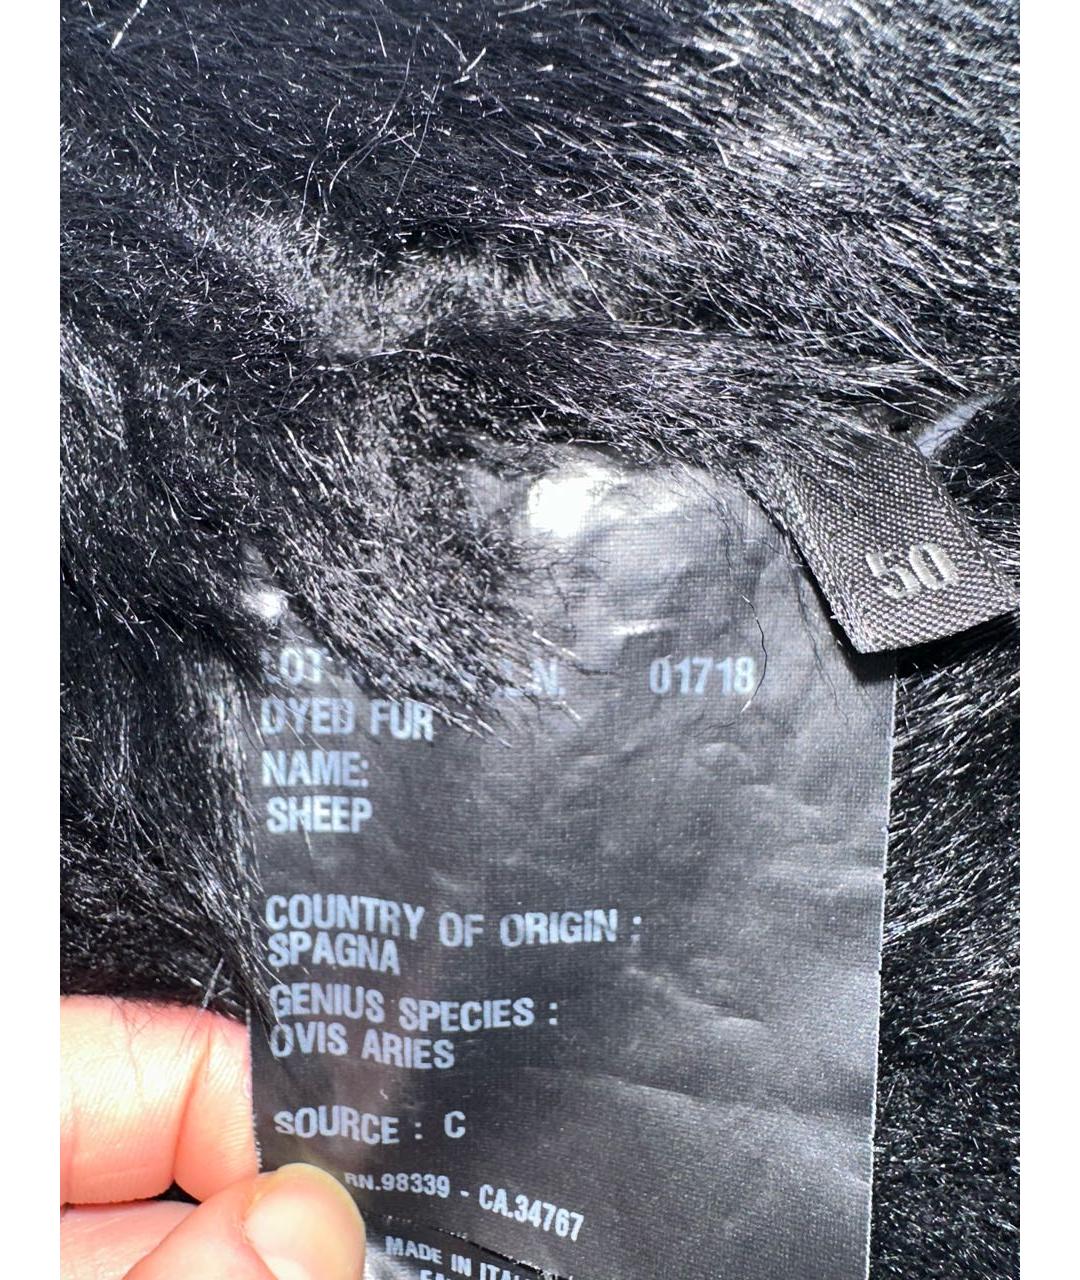 50
01718
DYED FUR
NAME:
SHEEP
COUNTRY OF ORIGIN :
SPAGNA
GENIUS SPECIES :
OVIS ARIES
SOURCE : C
RN.98339 - CA.34767
MADE IN